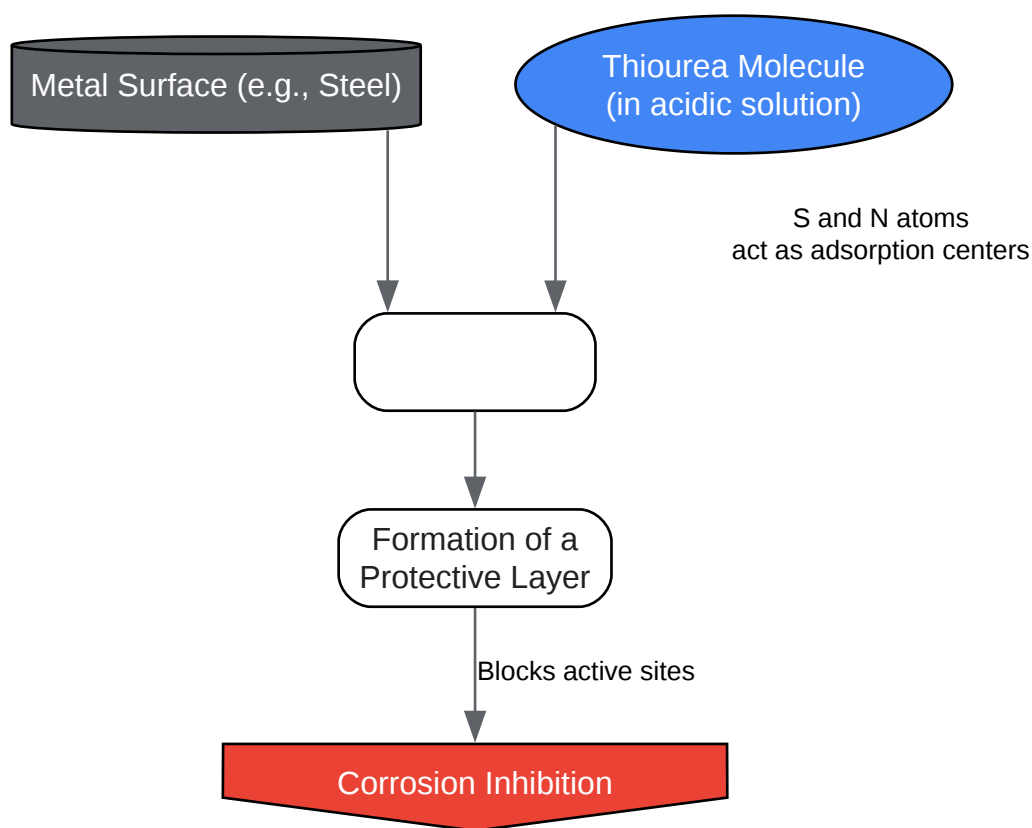 Metal Surface (e.g., Steel)
Thiourea Molecule
(in acidic solution)
S and N atoms
act as adsorption centers
Formation of a
Protective Layer
Blocks active sites
Corrosion Inhibition